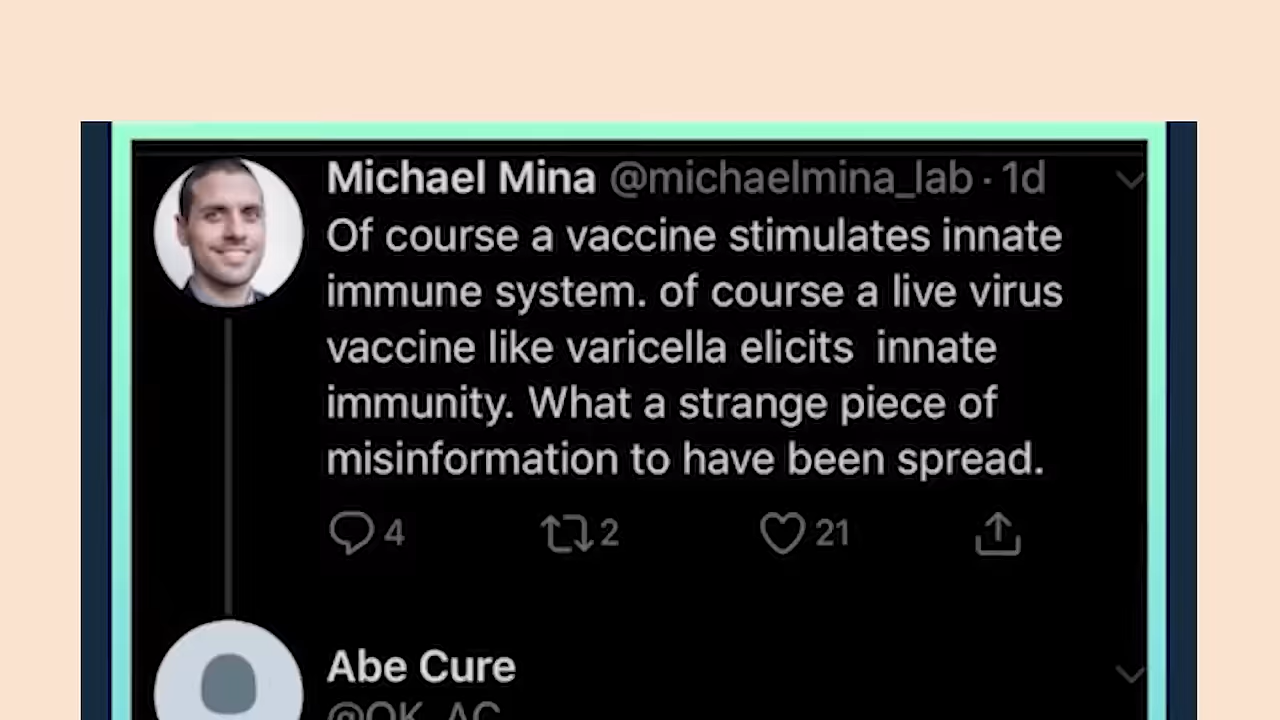 Michael Mina @michaelmina_lab · 1d
Of course a vaccine stimulates innate
immune system. of course a live virus
vaccine like varicella elicits  innate
immunity. What a strange piece of
misinformation to have been spread.
4 2 21
Abe Cure
@OK_AC